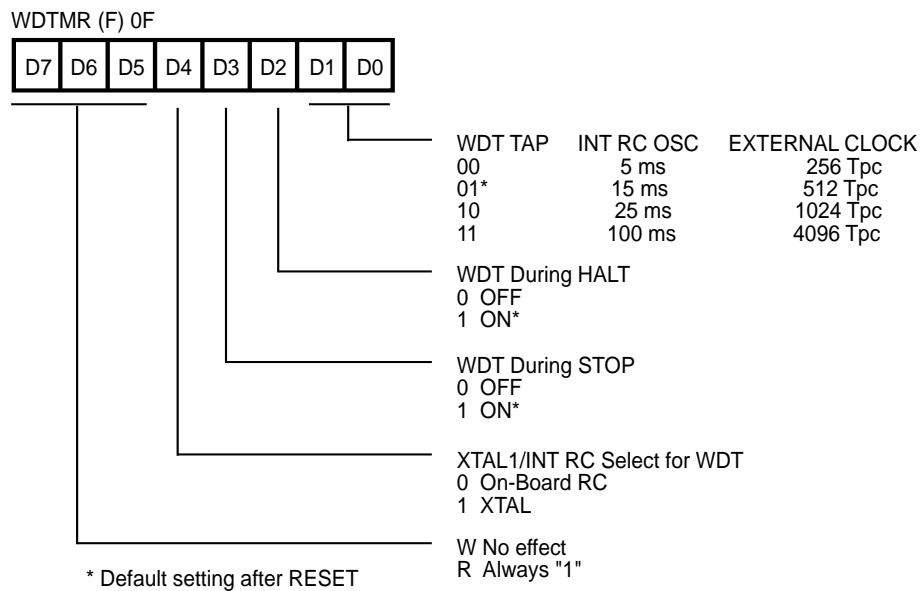 WDTMR (F) 0F
D7 D6 D5 D4 D3 D2 D1 D0
WDT TAP INT RC OSC EXTERNAL CLOCK
00 5 ms 256 Tpc
01* 15 ms 512 Tpc
10 25 ms 1024 Tpc
11 100 ms 4096 Tpc
WDT During HALT
0 OFF
1 ON*
WDT During STOP
0 OFF
1 ON*
XTAL1/INT RC Select for WDT
0 On-Board RC
1 XTAL
W No effect
R Always "1"
* Default setting after RESET